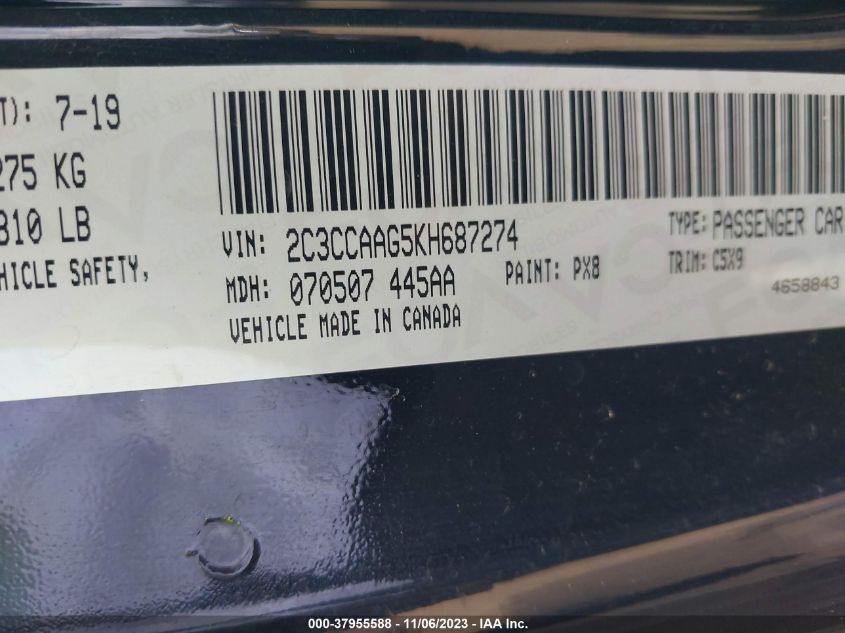 T): 7-19
275 KG
310 LB
HICLE SAFETY,
VIN: 2C3CCAAG5KH687274
TYPE: PASSENGER CAR
MDH: 070507 445AA
PAINT: PX8
TRIM: C5X9
VEHICLE MADE IN CANADA
4658843
000-37955588 - 11/06/2023 - IAA Inc.